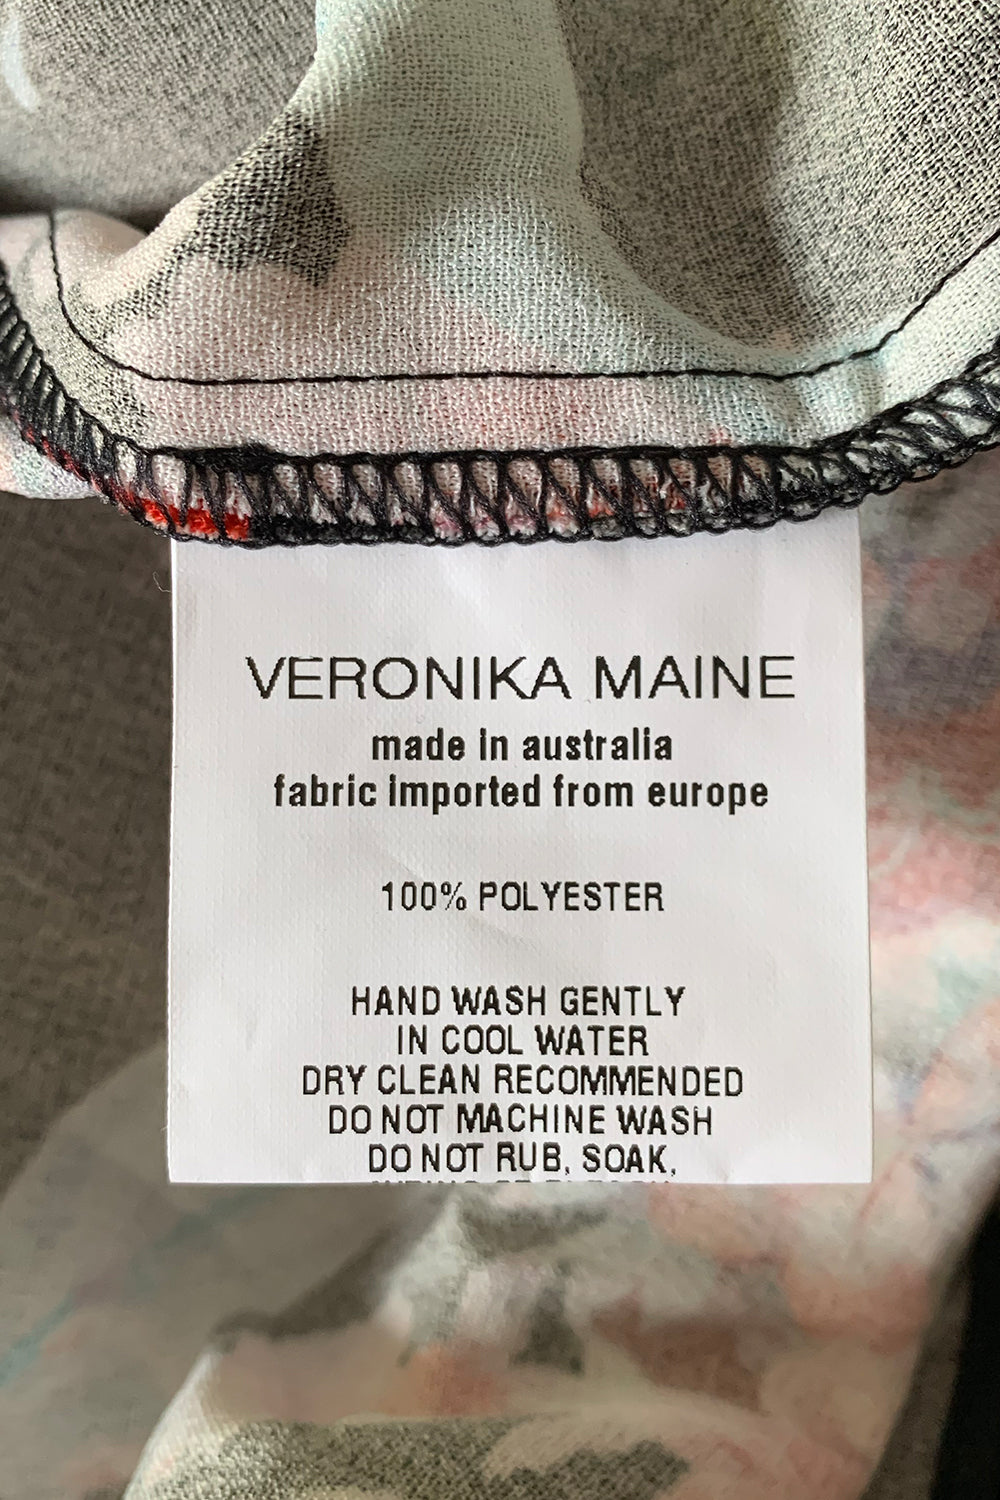 VERONIKA MAINE
made in australia
fabric imported from europe
100% POLYESTER
HAND WASH GENTLY
IN COOL WATER
DRY CLEAN RECOMMENDED
DO NOT MACHINE WASH
DO NOT RUB, SOAK,